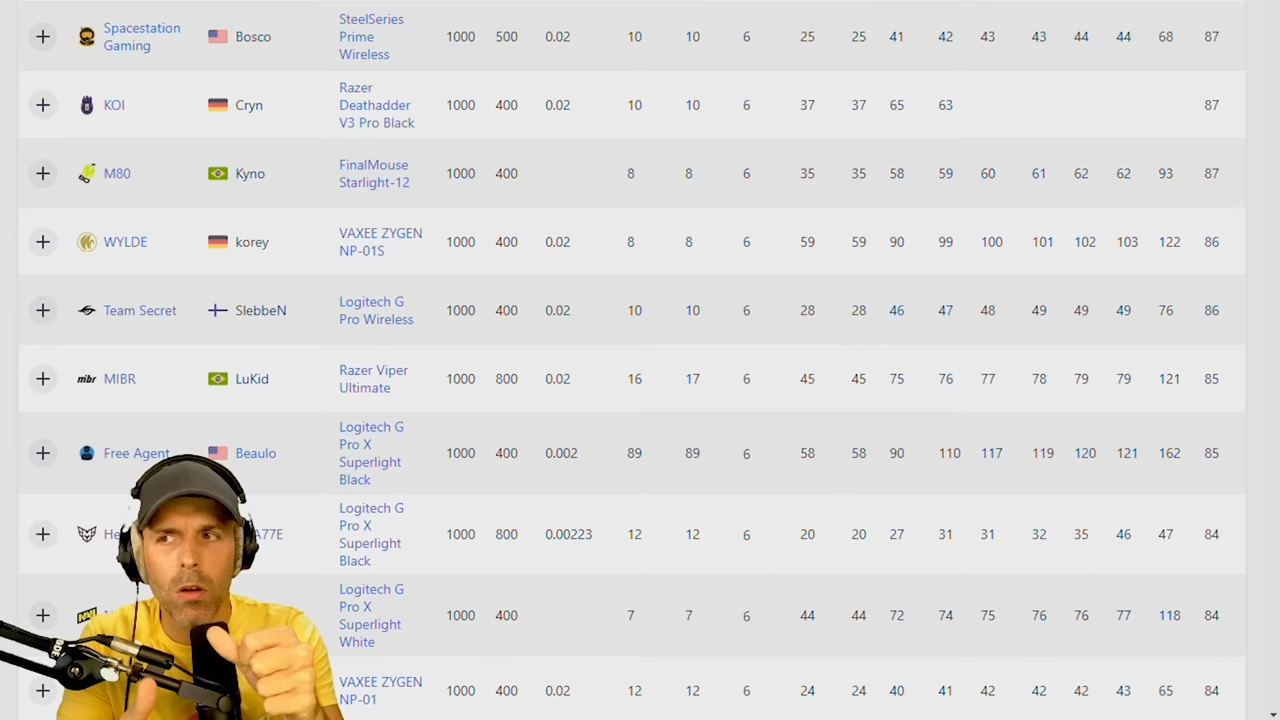 Spacestation Gaming Bosco SteelSeries Prime Wireless 1000 500 0.02 10 10 6 25 25 41 42 43 43 44 44 68 87
KOI Cryn Razer Deathadder V3 Pro Black 1000 400 0.02 10 10 6 37 37 65 63 87
M80 Kyno FinalMouse Starlight-12 1000 400 8 8 6 35 35 58 59 60 61 62 62 93 87
WYLDE korey VAXEE ZYGEN NP-01S 1000 400 0.02 8 8 6 59 59 90 99 100 101 102 103 122 86
Team Secret SlebbeN Logitech G Pro Wireless 1000 400 0.02 10 10 6 28 28 46 47 48 49 49 49 76 86
mibr MIBR LuKid Razer Viper Ultimate 1000 800 0.02 16 17 6 45 45 75 76 77 78 79 79 121 85
Free Agent Beaulo Logitech G Pro X Superlight Black 1000 400 0.002 89 89 6 58 58 90 110 117 119 120 121 162 85
Logitech G Pro X Superlight Black 1000 800 0.00223 12 12 6 20 20 27 31 31 32 35 46 47 84
Logitech G Pro X Superlight White 1000 400 7 7 6 44 44 72 74 75 76 76 77 118 84
VAXEE ZYGEN NP-01 1000 400 0.02 12 12 6 24 24 40 41 42 42 42 43 65 84